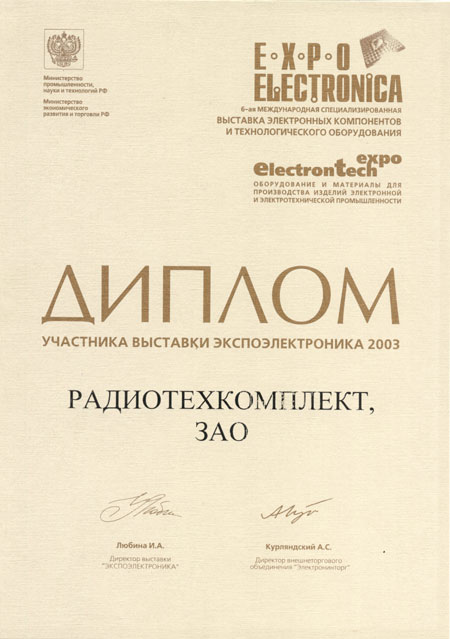 Министерство
промышленности,
науки и технологий РФ
Министерство
экономического
развития и торговли РФ
EXPO
ELECTRONICA
6-ая МЕЖДУНАРОДНАЯ СПЕЦИАЛИЗИРОВАННАЯ
ВЫСТАВКА ЭЛЕКТРОННЫХ КОМПОНЕНТОВ
И ТЕХНОЛОГИЧЕСКОГО ОБОРУДОВАНИЯ
expo
electrontech
ОБОРУДОВАНИЕ И МАТЕРИАЛЫ ДЛЯ
ПРОИЗВОДСТВА ИЗДЕЛИЙ ЭЛЕКТРОННОЙ
И ЭЛЕКТРОТЕХНИЧЕСКОЙ ПРОМЫШЛЕННОСТИ
ДИПЛОМ
УЧАСТНИКА ВЫСТАВКИ ЭКСПОЭЛЕКТРОНИКА 2003
РАДИОТЕХКОМПЛЕКТ,
ЗАО
Любина И.А.
Директор выставки
"ЭКСПОЭЛЕКТРОНИКА"
Курляндский А.С.
Директор внешнеторгового
объединения "Электронинторг"